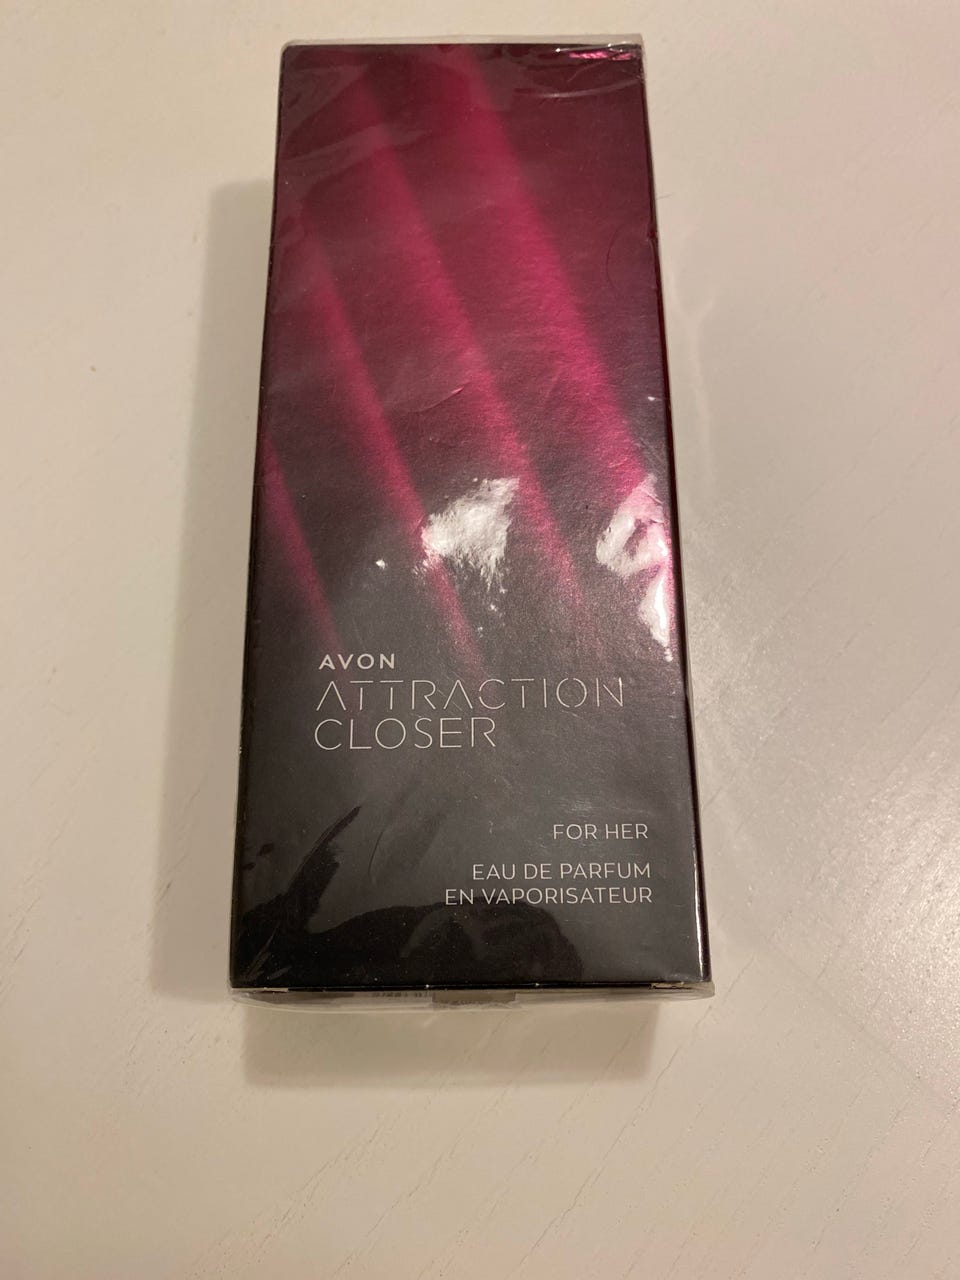 AVON
ATTRACTION
CLOSER
FOR HER
EAU DE PARFUM
EN VAPORISATEUR